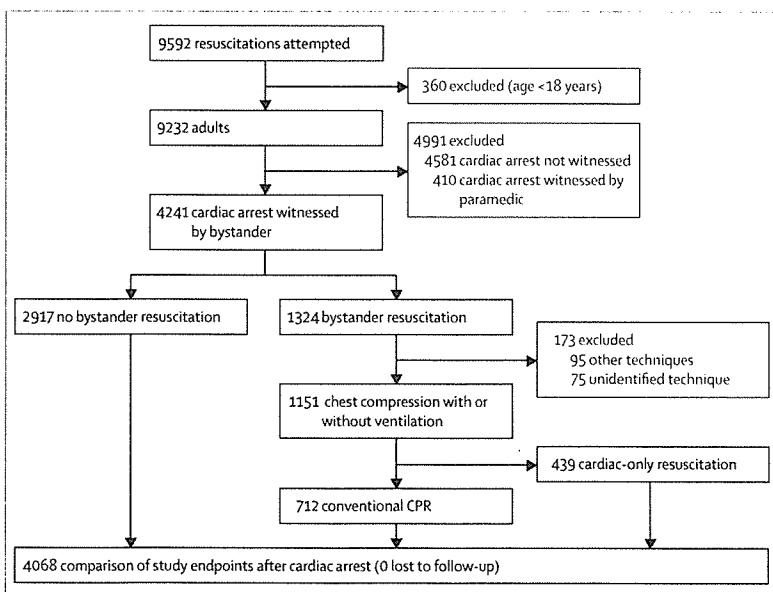 9592 resuscitations attempted
360 excluded (age <18 years)
9232 adults
4991 excluded
4581 cardiac arrest not witnessed
410 cardiac arrest witnessed by
paramedic
4241 cardiac arrest witnessed
by bystander
2917 no bystander resuscitation
1324 bystander resuscitation
173 excluded
95 other techniques
75 unidentified technique
1151 chest compression with or
without ventilation
439 cardiac-only resuscitation
712 conventional CPR
4068 comparison of study endpoints after cardiac arrest (0 lost to follow-up)